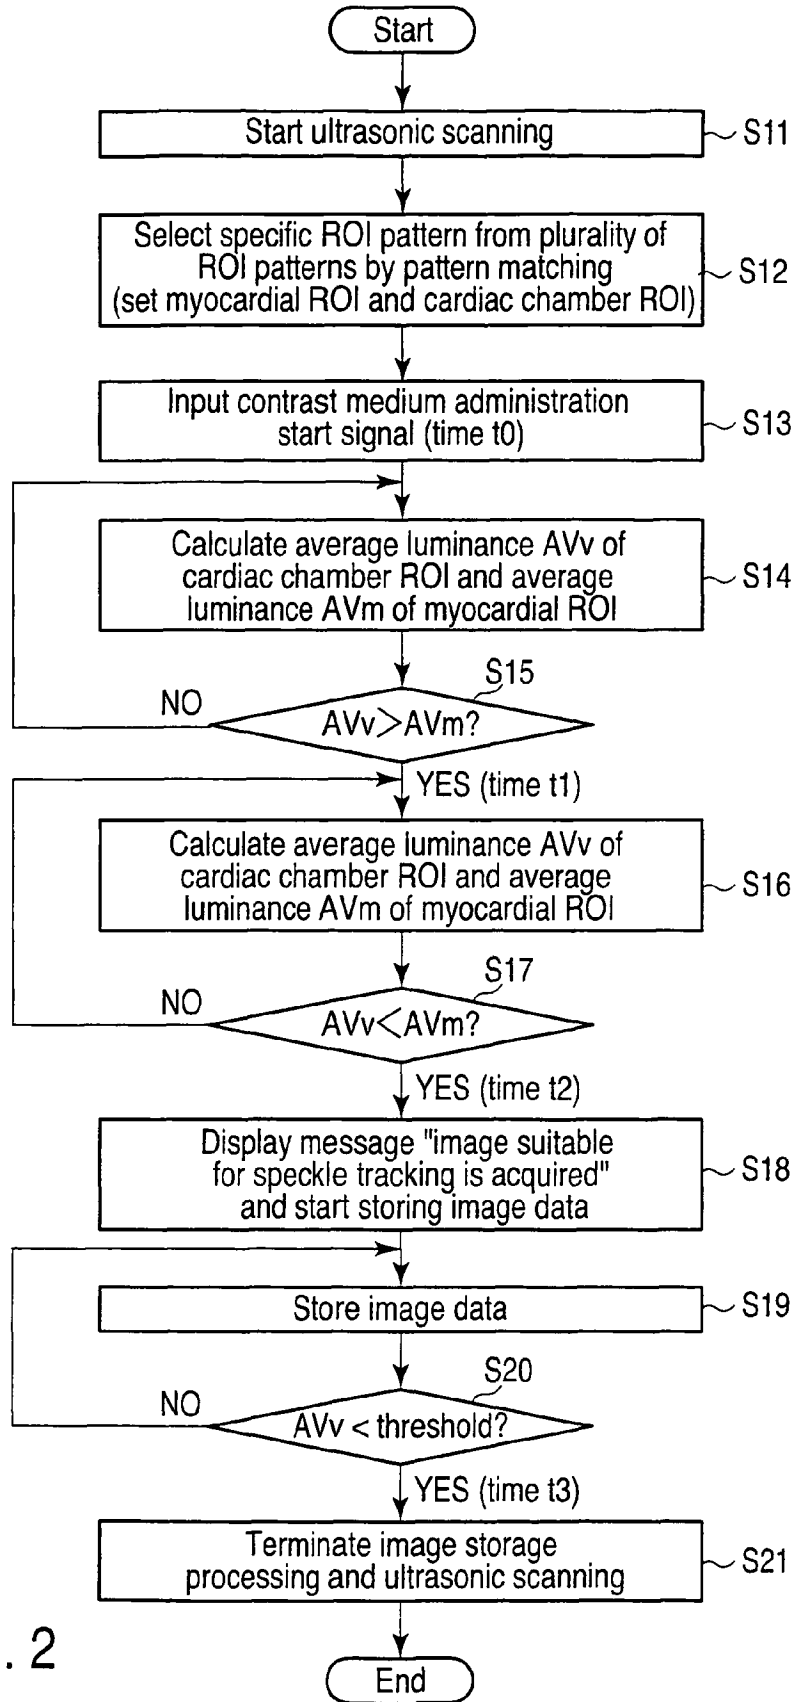 Start
Start ultrasonic scanning
S11
Select specific ROI pattern from plurality of
ROI patterns by pattern matching
(set myocardial ROI and cardiac chamber ROI)
S12
Input contrast medium administration
start signal (time t0)
S13
Calculate average luminance AVv of
cardiac chamber ROI and average
luminance AVm of myocardial ROI
S14
S15
NO
AVv>AVm?
YES (time t1)
Calculate average luminance AVv of
cardiac chamber ROI and average
luminance AVm of myocardial ROI
S16
S17
NO
AVv<AVm?
YES (time t2)
Display message "image suitable
for speckle tracking is acquired"
and start storing image data
S18
Store image data
S19
S20
NO
AVv < threshold?
YES (time t3)
Terminate image storage
processing and ultrasonic scanning
S21
. 2
End